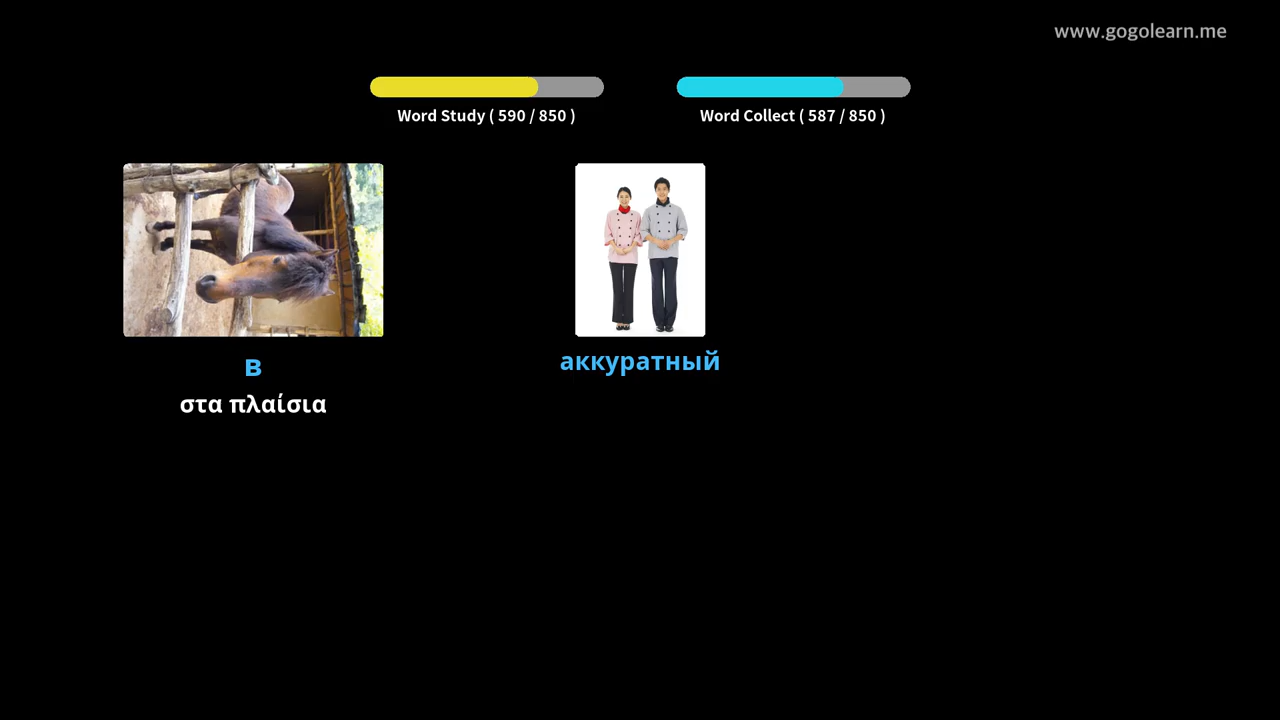 www.gogolearn.me
Word Study ( 590 / 850 )
Word Collect ( 587 / 850 )
в
στα πλαίσια
аккуратный